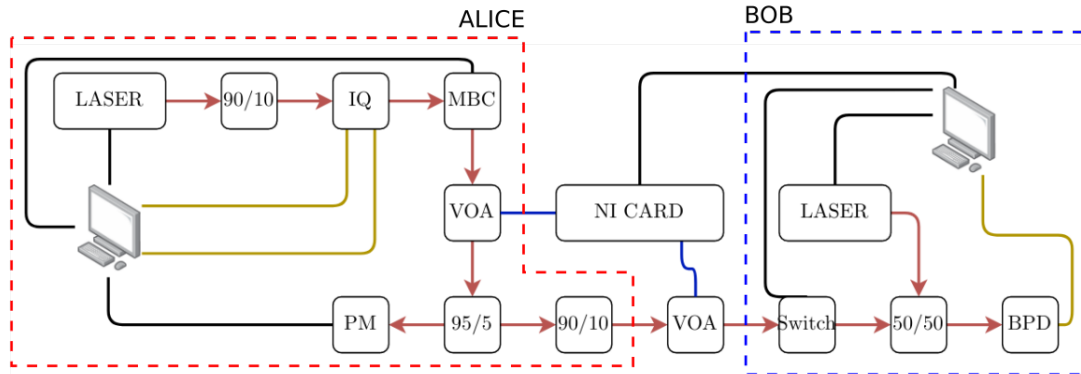 ALICE
BOB
LASER
90/10
IQ
MBC
VOA
NI CARD
LASER
PM
95/5
90/10
VOA
Switch
50/50
BPD